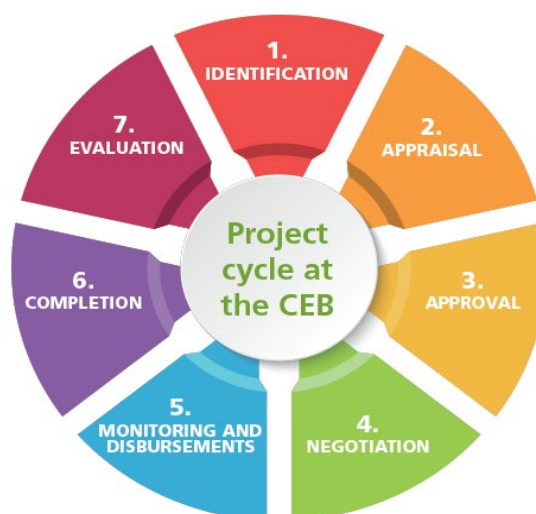 1.
IDENTIFICATION
2.
APPRAISAL
3.
APPROVAL
4.
NEGOTIATION
5.
MONITORING AND
DISBURSEMENTS
6.
COMPLETION
7.
EVALUATION
Project
cycle at
the CEB